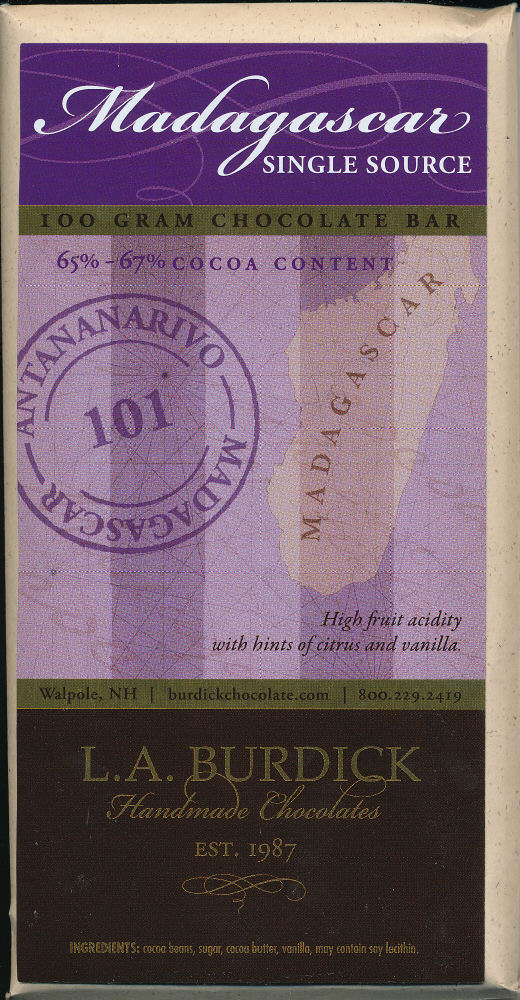 Madagascar
SINGLE SOURCE
100 GRAM CHOCOLATE BAR
65% - 67% COCOA CONTENT
ANTANANARIVO
101
MADAGASCAR
MADAGASCAR
High fruit acidity
with hints of citrus and vanilla.
Walpole, NH | burdickchocolate.com | 800.229.2419
L.A. BURDICK
Handmade Chocolates
EST. 1987
INGREDIENTS: cocoa beans, sugar, cocoa butter, vanilla, may contain soy lecithin.